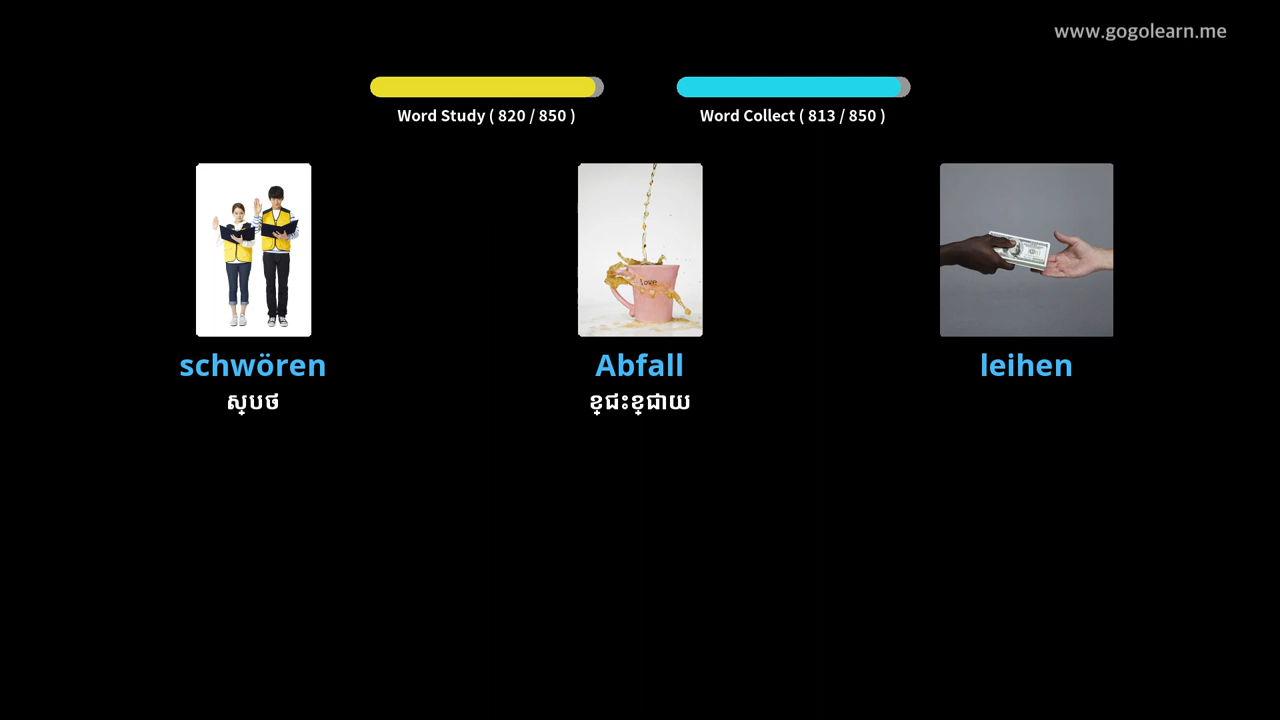 www.gogolearn.me
Word Study ( 820 / 850 )
Word Collect ( 813 / 850 )
love
schwören
ស្បថ
Abfall
ខ្ជះខ្ជាយ
leihen